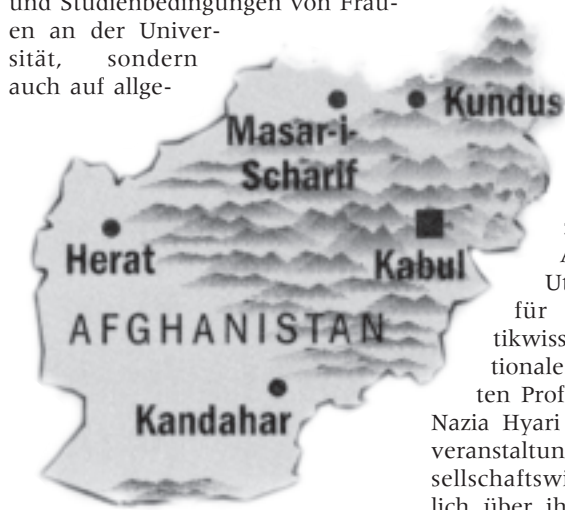 und Studienbedingungen von Frau-
en an der Univer-
sität, sondern
auch auf allge-
Kundus
Masar-i-
Scharif
Herat
Kabul
AFGHANISTAN
Kandahar
A
Ut
für
tikwiss
tionale
ten Prof
Nazia Hyari
veranstaltun
sellschaftswi
lich über ih